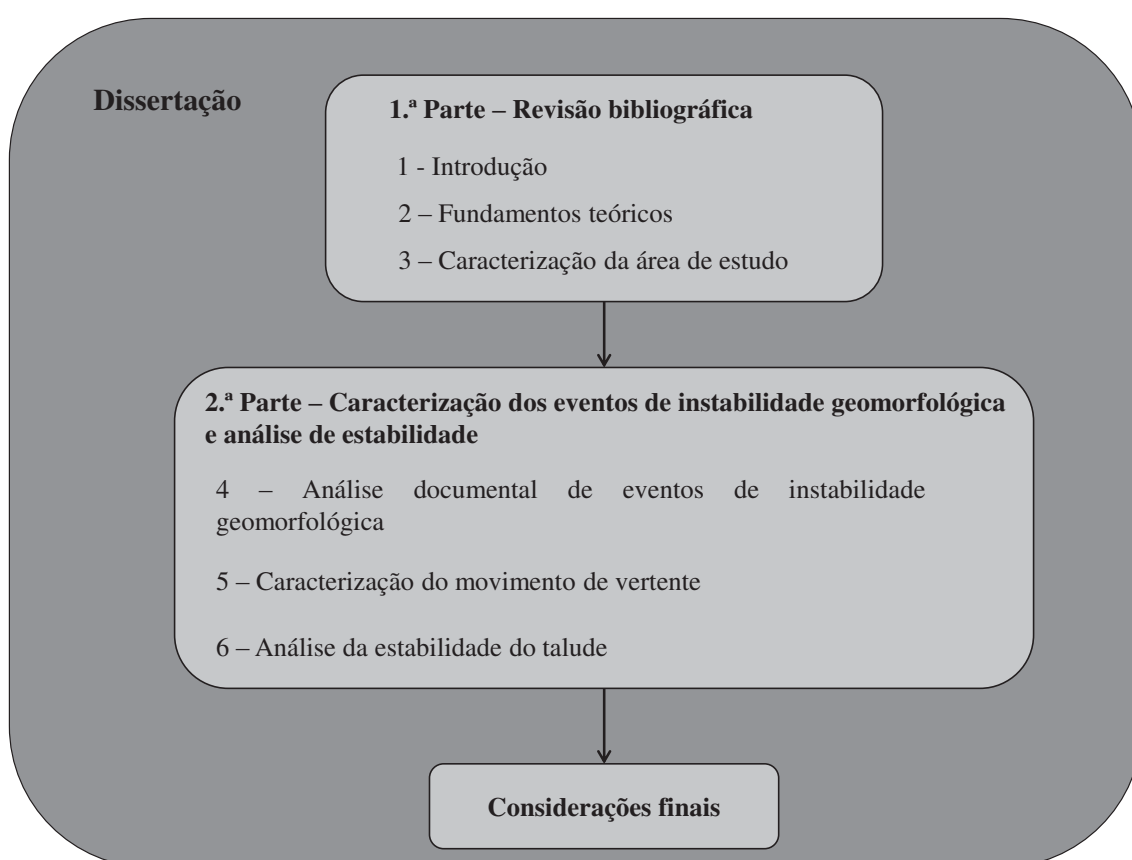 Dissertação
1.ª Parte – Revisão bibliográfica
1 - Introdução
2 – Fundamentos teóricos
3 – Caracterização da área de estudo
2.ª Parte – Caracterização dos eventos de instabilidade geomorfológica
e análise de estabilidade
4 – Análise documental de eventos de instabilidade
geomorfológica
5 – Caracterização do movimento de vertente
6 – Análise da estabilidade do talude
Considerações finais